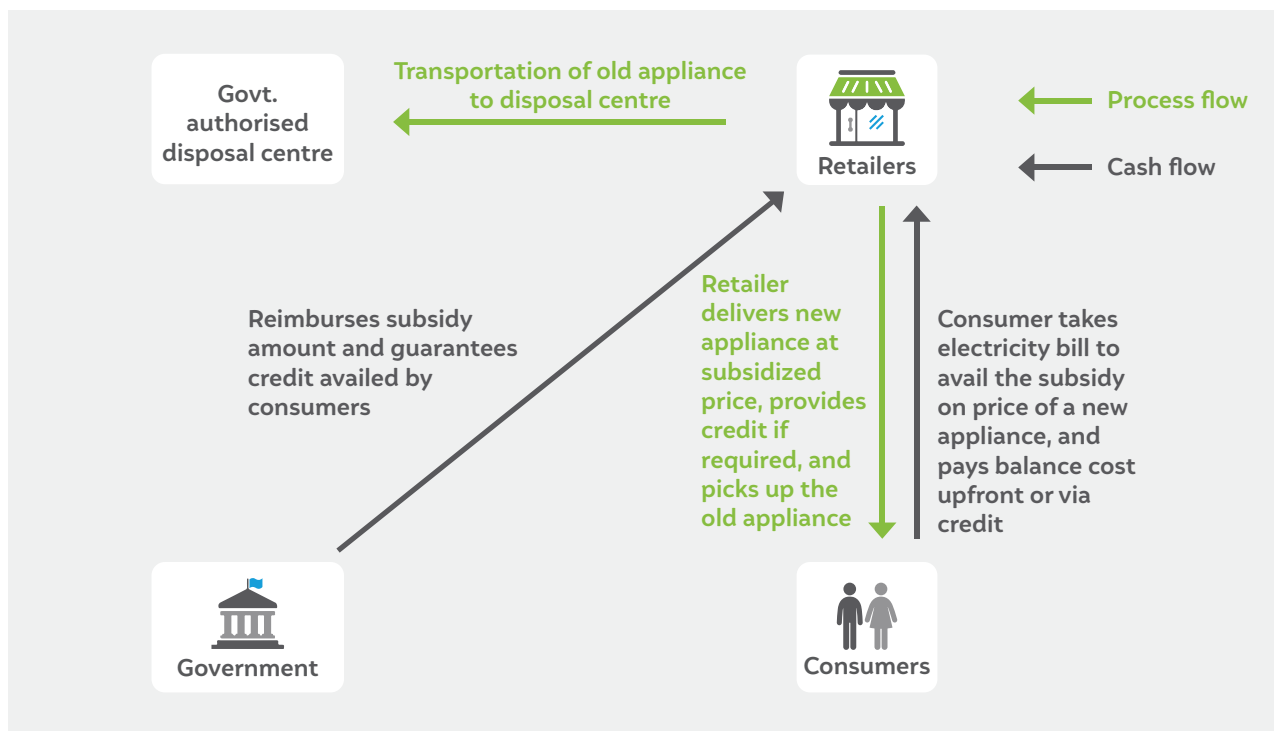 Govt.
authorised
disposal centre
Transportation of old appliance
to disposal centre
Retailers
Process flow
Cash flow
Reimburses subsidy
amount and guarantees
credit availed by
consumers
Retailer
delivers new
appliance at
subsidized
price, provides
credit if
required, and
picks up the
old appliance
Consumer takes
electricity bill to
avail the subsidy
on price of a new
appliance, and
pays balance cost
upfront or via
credit
Government
Consumers